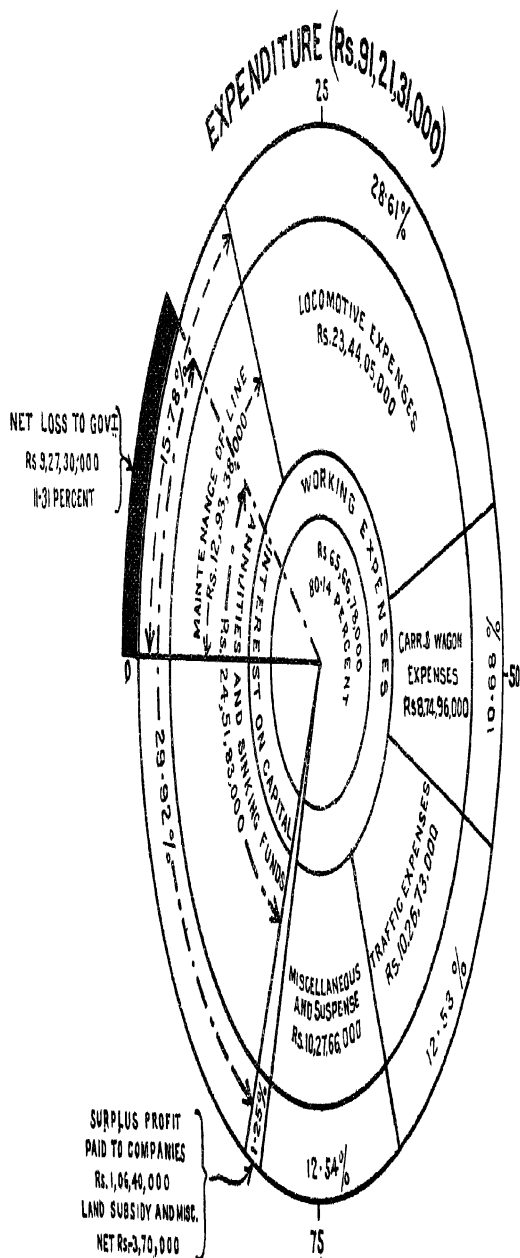 EXPENDITURE (Rs.91,21,31,000)
25
28.61%
LOCOMOTIVE EXPENSES
Rs.23,44,05,000
15.78%
MAINTENANCE OF LINE
Rs.12,93,38,000
NET LOSS TO GOVT:
Rs 9,27,30,000
11.31 PERCENT
WORKING EXPENSES
Rs 65,66,78,000
80.14 PERCENT
CARR.& WAGON
EXPENSES
Rs8,74,96,000
10.68 %
50
0
INTEREST ON CAPITAL
ANNUITIES AND SINKING FUNDS
Rs. 24,51,83,000
29.92%
TRAFFIC EXPENSES
Rs.10,26,73,000
12.53 %
MISCELLANEOUS
AND SUSPENSE
Rs.10,27,66,000
12.54%
1.25%
SURPLUS PROFIT
PAID TO COMPANIES
Rs.1,06,40,000
LAND SUBSIDY AND MISC.
NET Rs-3,70,000
75